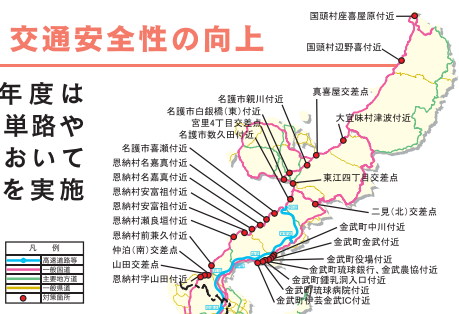 交通安全性の向上
年度は
単路や
おいて
を実施
国頭村座喜屋原付近
国頭村辺野喜付近
真喜屋交差点
大宜味村津波付近
名護市親川付近
名護市白銀橋(東)付近
宮里4丁目交差点
名護市数久田付近
名護市喜瀬付近
恩納村名嘉真付近
恩納村名嘉真付近
恩納村安富祖付近
恩納村安富祖付近
恩納村瀬良垣付近
恩納村前兼久付近
仲泊(南)交差点
山田交差点
恩納村字山田付近
東江四丁目交差点
二見(北)交差点
金武町中川付近
金武町金武付近
金武町役場付近
金武町琉球銀行、金武農協付近
金武町鍾乳洞入口付近
金武町琉球病院付近
金武町伊芸金武IC付近
凡 例
高速道路等
一般国道
主要地方道
一般県道
対策箇所